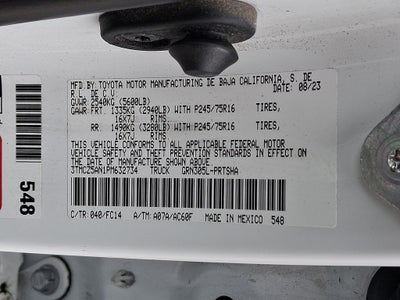 MFD BY: TOYOTA MOTOR MANUFACTURING DE BAJA CALIFORNIA, S. DE
R.L. DE C.V. DATE: 08/23
GVWR 2540KG (5600LB)
GAWR:FRT. 1335KG (2940LB) WITH P245/75R16 TIRES,
16X7J RIMS.
RR. 1490KG (3280LB) WITH P245/75R16 TIRES,
16X7J RIMS.
THIS VEHICLE CONFORMS TO ALL APPLICABLE FEDERAL MOTOR
VEHICLE SAFETY AND THEFT PREVENTION STANDARDS IN EFFECT ON
THE DATE OF MANUFACTURE SHOWN ABOVE.
3TMCZ5AN1PM632734 TRUCK GRN305L-PRTSHA
C/TR: 040/FC14 A/TM: A07A/AC60F MADE IN MEXICO 548
548